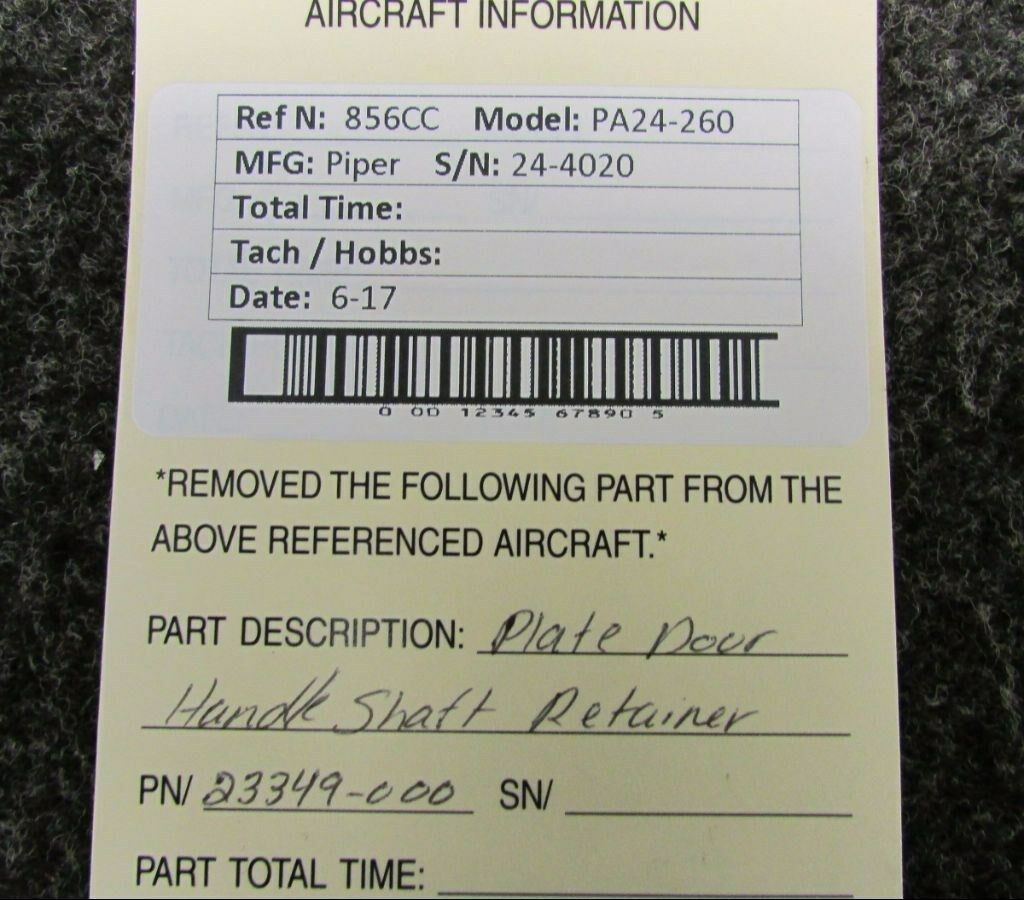 AIRCRAFT INFORMATION
Ref N: 856CC Model: PA24-260
MFG: Piper S/N: 24-4020
Total Time:
Tach / Hobbs:
Date: 6-17
0 00 12345 67890 5
*REMOVED THE FOLLOWING PART FROM THE
ABOVE REFERENCED AIRCRAFT.*
PART DESCRIPTION: Plate Door
Handle Shaft Retainer
PN/ 23349-000 SN/
PART TOTAL TIME: